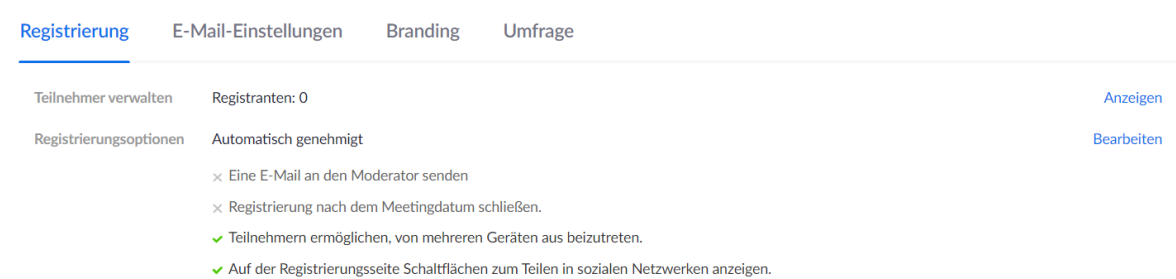 Registrierung E-Mail-Einstellungen Branding Umfrage
Teilnehmer verwalten Registranten: 0 Anzeigen
Registrierungsoptionen Automatisch genehmigt Bearbeiten
Eine E-Mail an den Moderator senden
Registrierung nach dem Meetingdatum schließen.
Teilnehmern ermöglichen, von mehreren Geräten aus beizutreten.
Auf der Registrierungsseite Schaltflächen zum Teilen in sozialen Netzwerken anzeigen.